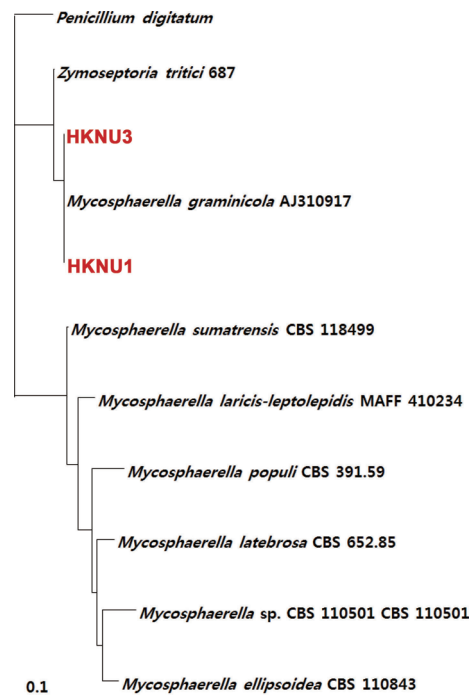 Penicillium digitatum
Zymoseptoria tritici 687
HKNU3
Mycosphaerella graminicola AJ310917
HKNU1
Mycosphaerella sumatrensis CBS 118499
Mycosphaerella laricis-leptolepidis MAFF 410234
Mycosphaerella populi CBS 391.59
Mycosphaerella latebrosa CBS 652.85
Mycosphaerella sp. CBS 110501 CBS 110501
Mycosphaerella ellipsoidea CBS 110843
0.1